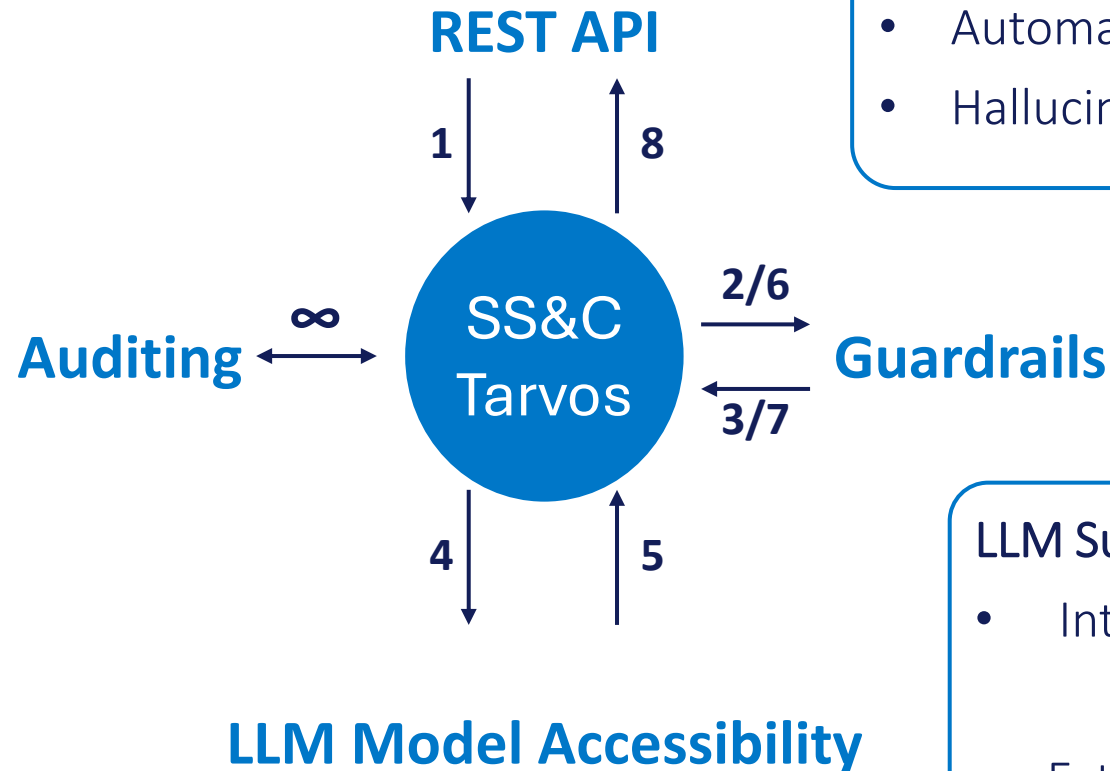 REST API
• Automa
• Hallucin
1
8
SS&C
Tarvos
2/6
∞
Auditing
Guardrails
3/7
4
5
LLM Su
• Int
LLM Model Accessibility